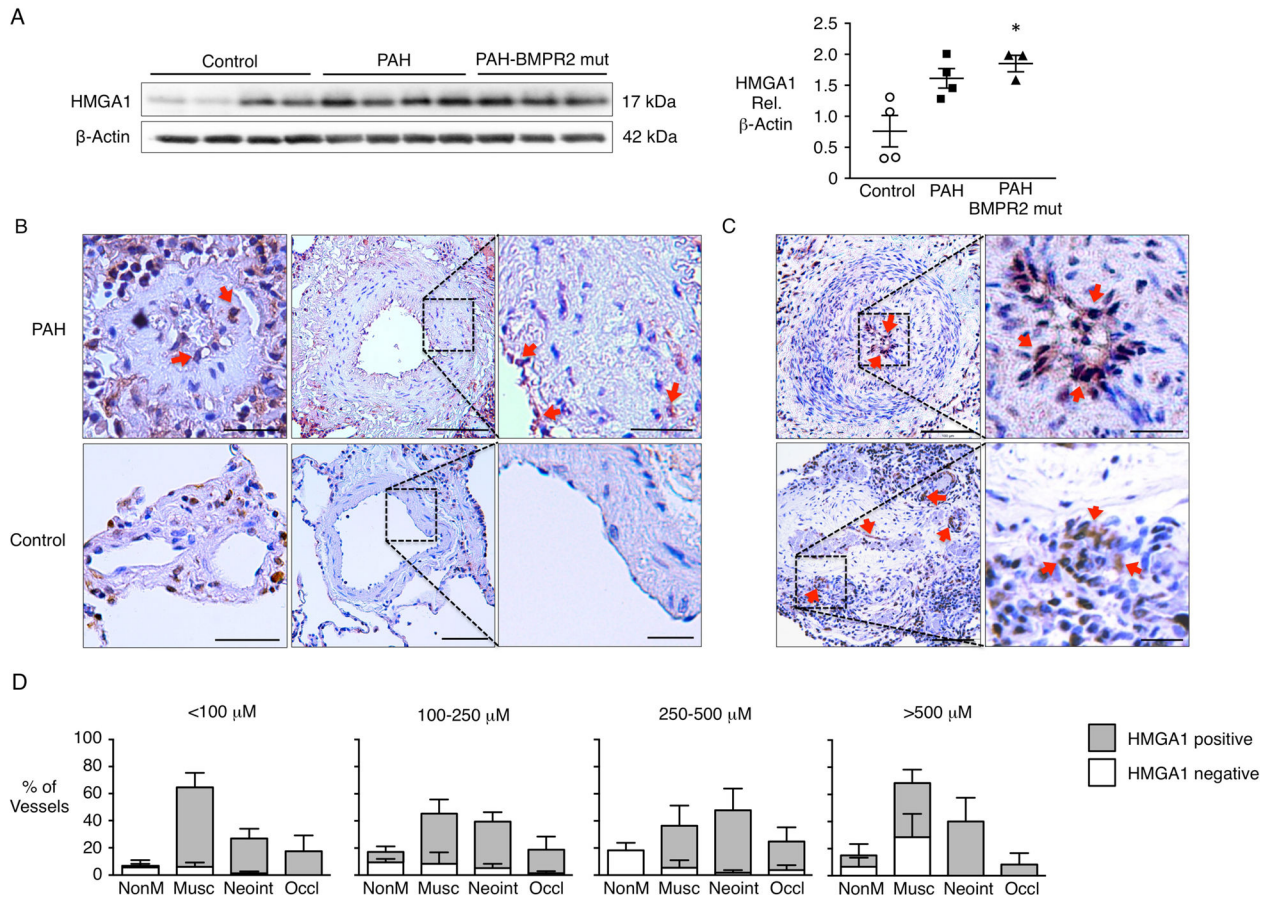 A
Control
PAH
PAH-BMPR2 mut
HMGA1
17 kDa
β-Actin
42 kDa
HMGA1
Rel.
β-Actin
2.5
2.0
1.5
1.0
0.5
0
*
Control
PAH
PAH
BMPR2 mut
B
C
PAH
Control
D
<100 μM
100-250 μM
250-500 μM
>500 μM
HMGA1 positive
HMGA1 negative
% of
Vessels
100
80
60
40
20
0
NonM Musc Neoint Occl
NonM Musc Neoint Occl
NonM Musc Neoint Occl
NonM Musc Neoint Occl